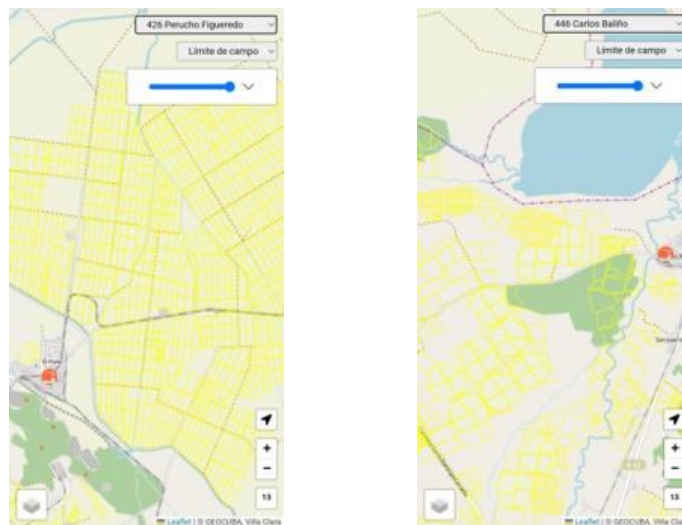 426 Perucho Figueredo
Límite de campo
+
−
13
Leaflet | © GEOCUBA, Villa Clara
446 Carlos Baliño
Límite de campo
+
−
13
Leaflet | © GEOCUBA, Villa Clara